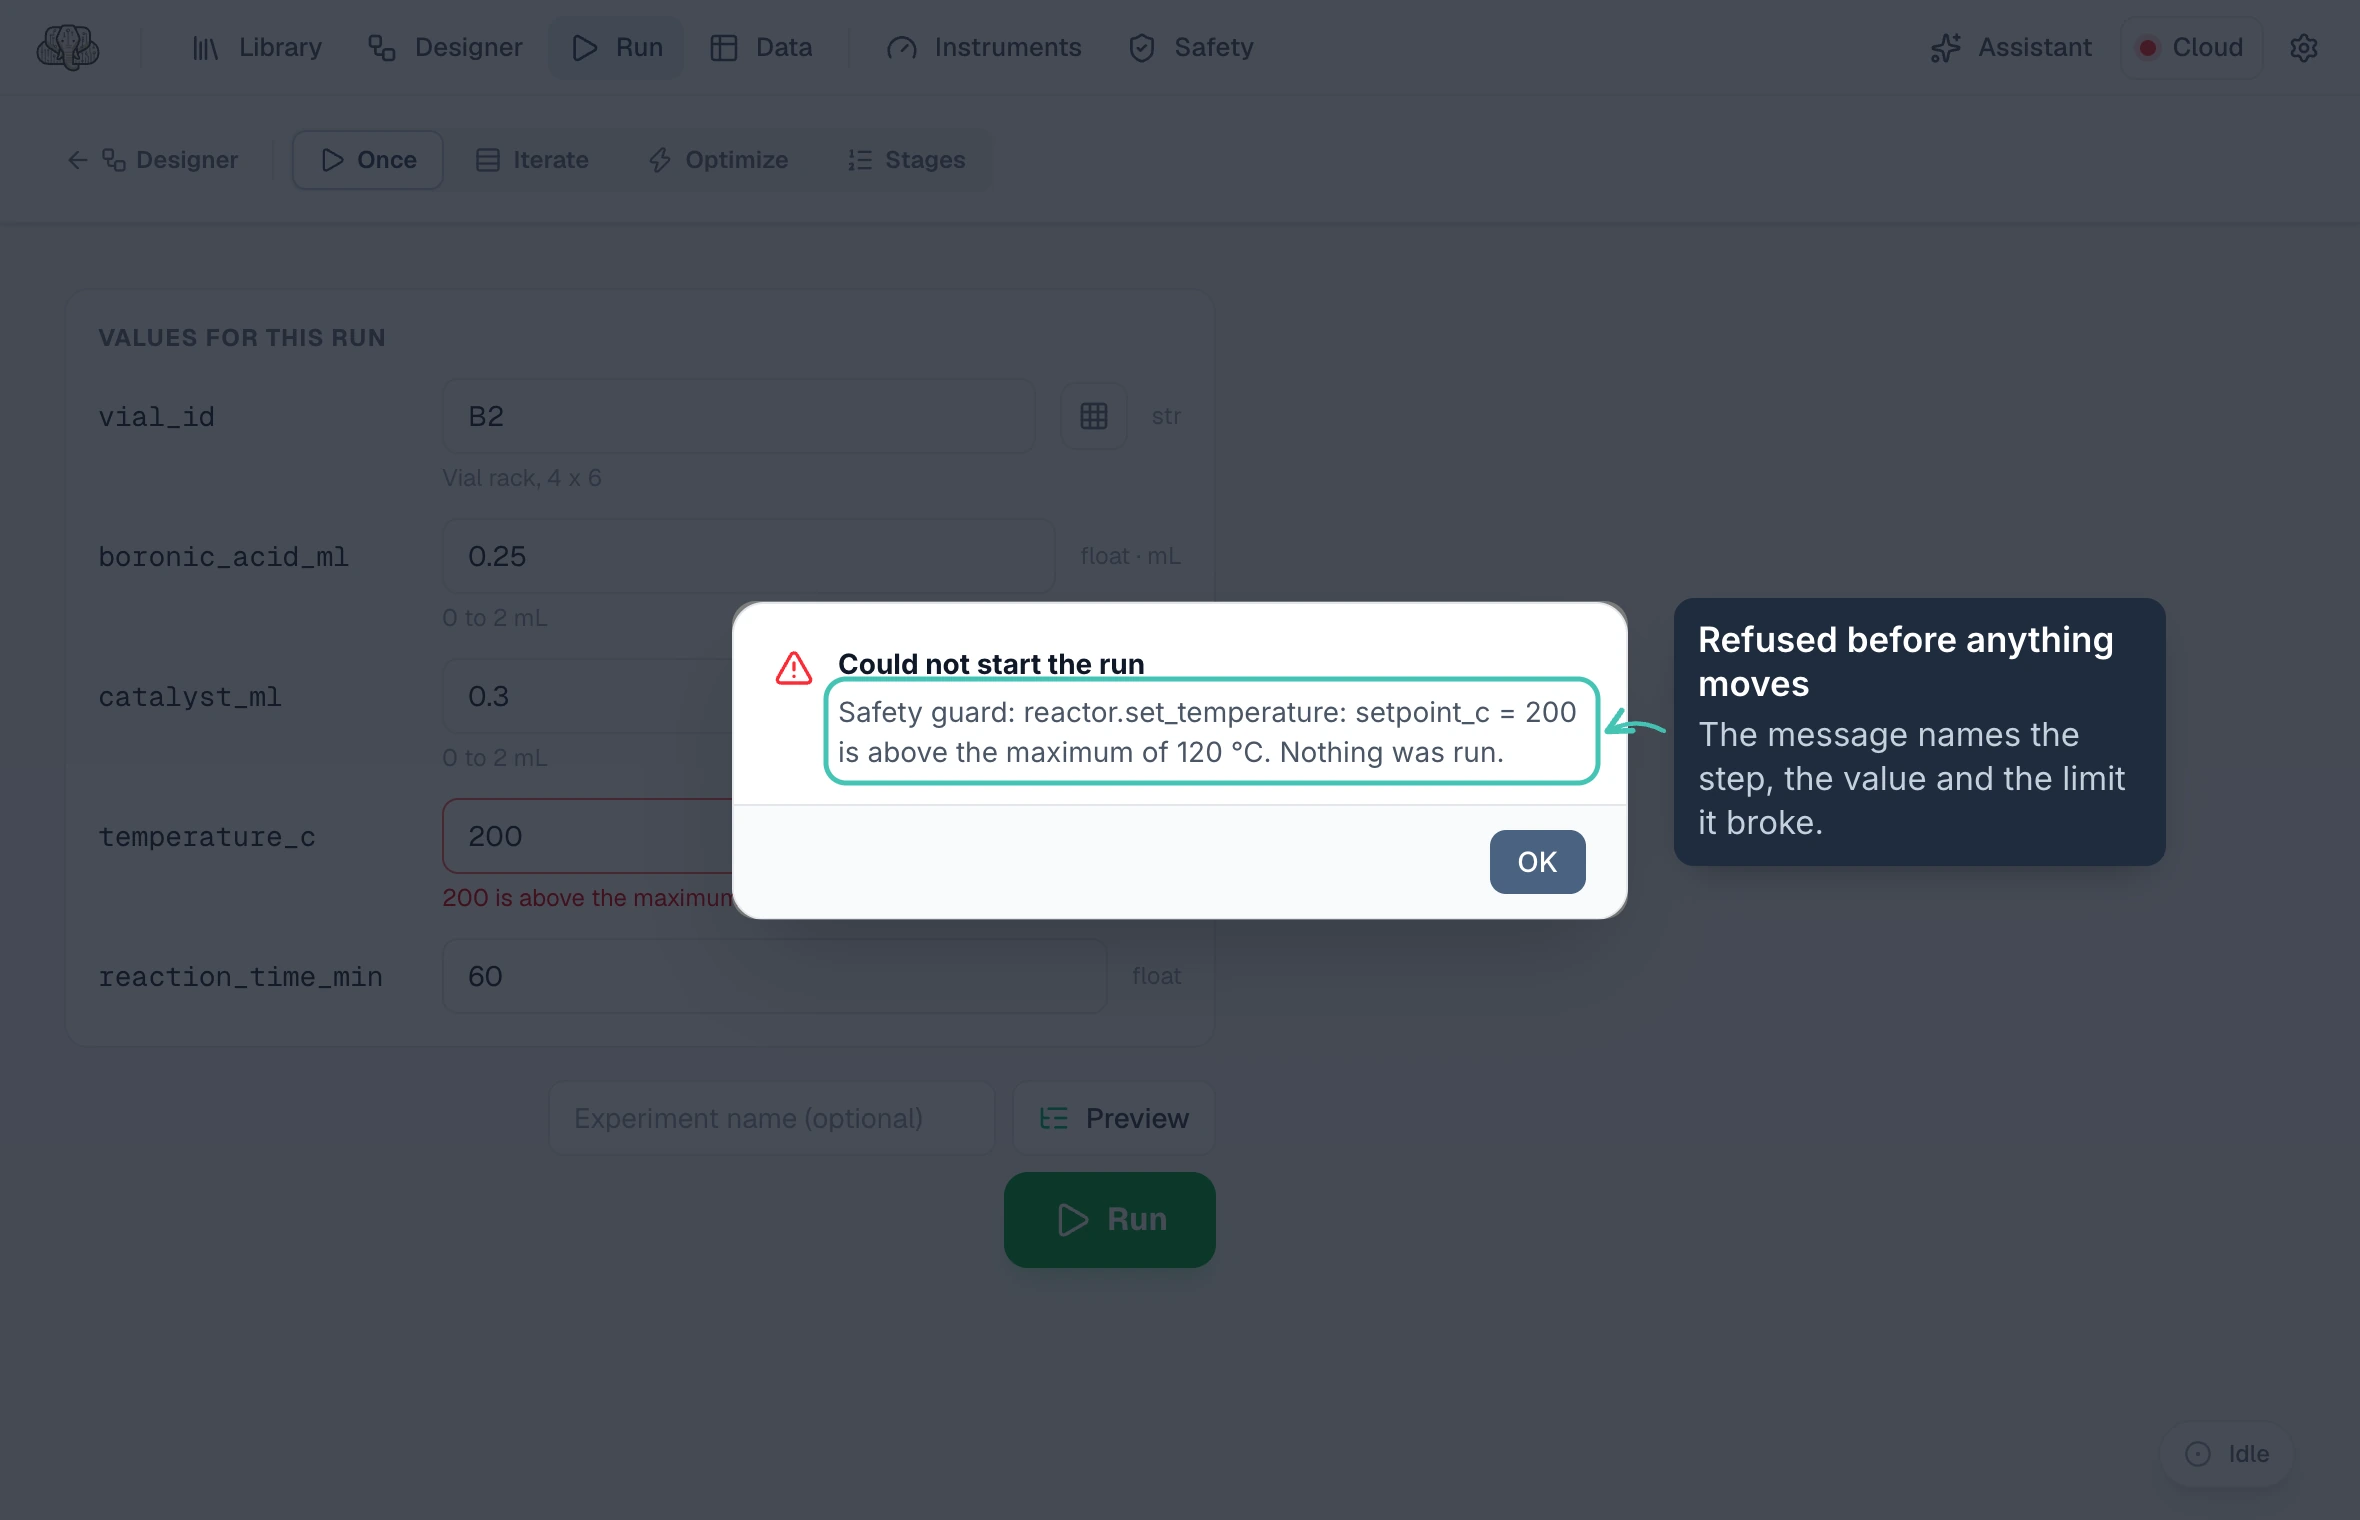 Library Designer Run Data Instruments Safety Assistant Cloud
Designer Once Iterate Optimize Stages
VALUES FOR THIS RUN
vial_id B2 str
Vial rack, 4 x 6
boronic_acid_ml 0.25 float · mL
0 to 2 mL
catalyst_ml 0.3
0 to 2 mL
temperature_c 200
200 is above the maximum
reaction_time_min 60 float
Experiment name (optional) Preview
Run
Could not start the run
Safety guard: reactor.set_temperature: setpoint_c = 200
is above the maximum of 120 °C. Nothing was run.
OK
Refused before anything
moves
The message names the
step, the value and the limit
it broke.
Idle